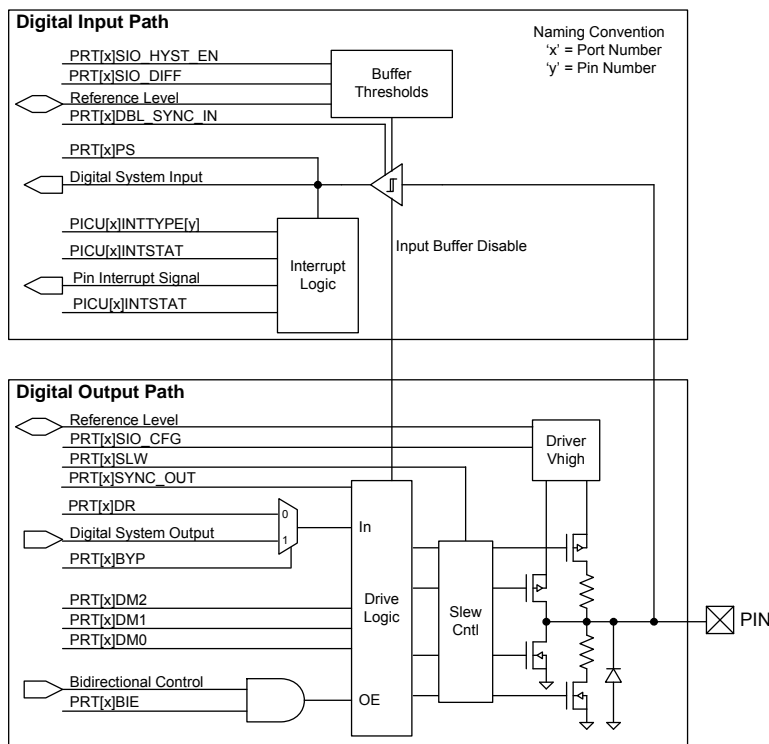 Digital Input Path
Naming Convention
‘x’ = Port Number
‘y’ = Pin Number
PRT[x]SIO_HYST_EN
PRT[x]SIO_DIFF
Reference Level
PRT[x]DBL_SYNC_IN
Buffer
Thresholds
PRT[x]PS
Digital System Input
PICU[x]INTTYPE[y]
PICU[x]INTSTAT
Pin Interrupt Signal
PICU[x]INTSTAT
Interrupt
Logic
Input Buffer Disable
Digital Output Path
Reference Level
PRT[x]SIO_CFG
PRT[x]SLW
PRT[x]SYNC_OUT
Driver
Vhigh
PRT[x]DR
Digital System Output
PRT[x]BYP
0
1
In
PRT[x]DM2
PRT[x]DM1
PRT[x]DM0
Drive
Logic
Slew
Cntl
PIN
Bidirectional Control
PRT[x]BIE
OE